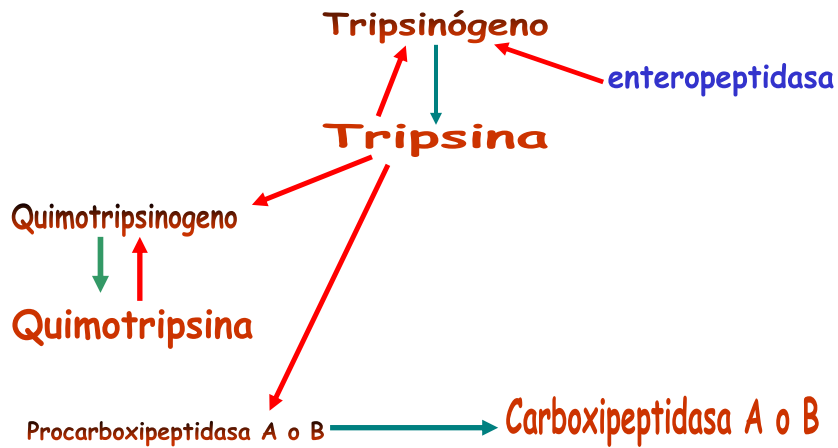 Tripsinógeno
enteropeptidasa
Tripsina
Quimotripsinogeno
Quimotripsina
Procarboxipeptidasa A o B
Carboxipeptidasa A o B